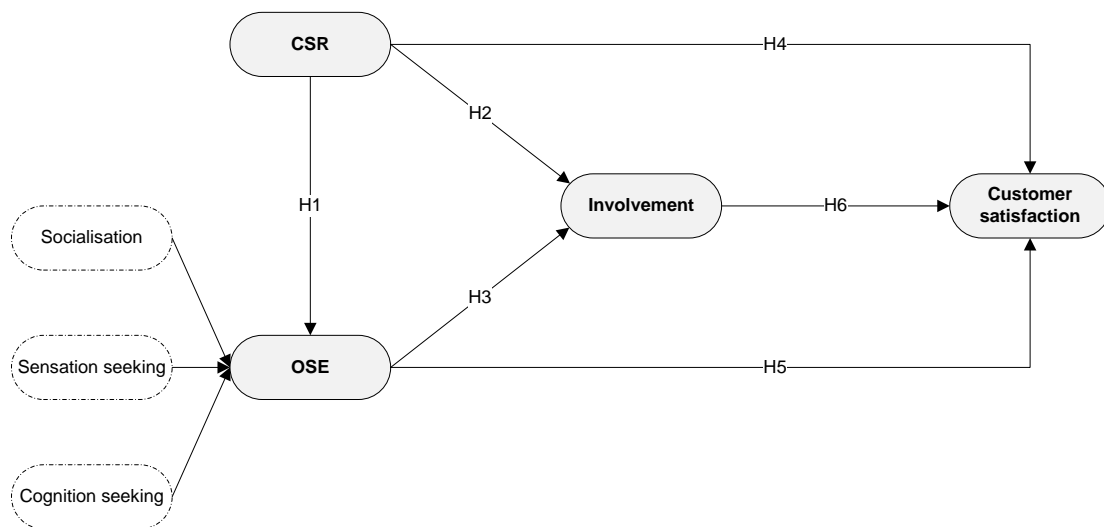 CSR
H4
H2
H1
Involvement
H6
Customer
satisfaction
Socialisation
H3
Sensation seeking
OSE
H5
Cognition seeking